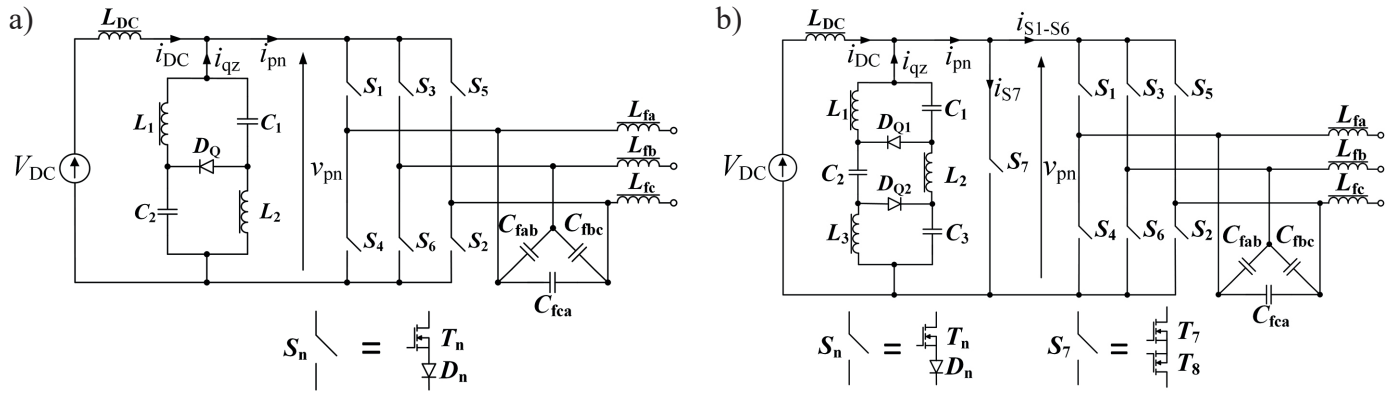 a)
L_DC
i_DC
i_qz
i_pn
V_DC
L_1
C_1
D_Q
C_2
L_2
v_pn
S_1
S_3
S_5
S_4
S_6
S_2
L_fa
L_fb
L_fc
C_fab
C_fbc
C_fca
S_n
=
T_n
D_n
b)
L_DC
i_DC
i_qz
i_pn
i_S1-S6
i_S7
V_DC
L_1
C_1
D_Q1
C_2
L_2
D_Q2
L_3
C_3
S_7
v_pn
S_1
S_3
S_5
S_4
S_6
S_2
L_fa
L_fb
L_fc
C_fab
C_fbc
C_fca
S_n
=
T_n
D_n
S_7
=
T_7
T_8